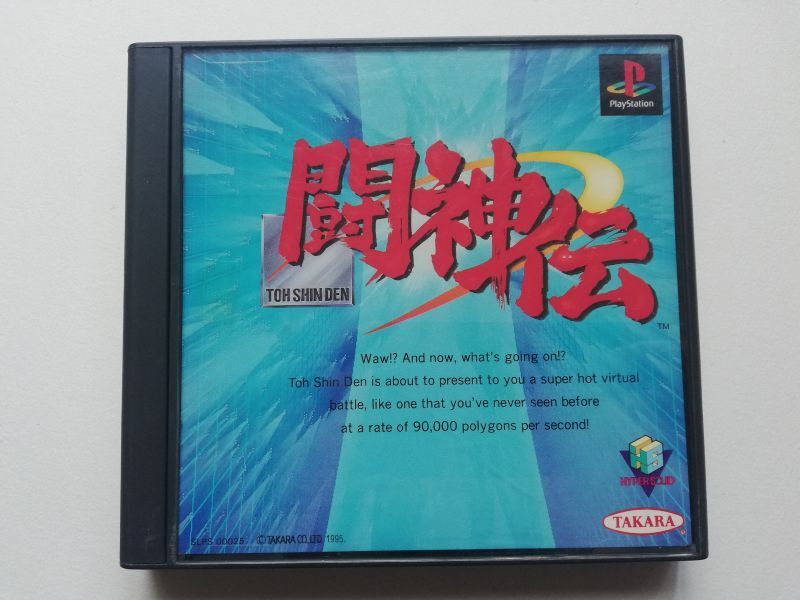 PlayStation
闘神伝
TOH SHIN DEN
TM
Waw!? And now, what's going on!?
Toh Shin Den is about to present to you a super hot virtual
battle, like one that you've never seen before
at a rate of 90,000 polygons per second!
HS
HYPER SOLID
TAKARA
SLPS 00025 © TAKARA CO., LTD. 1995.